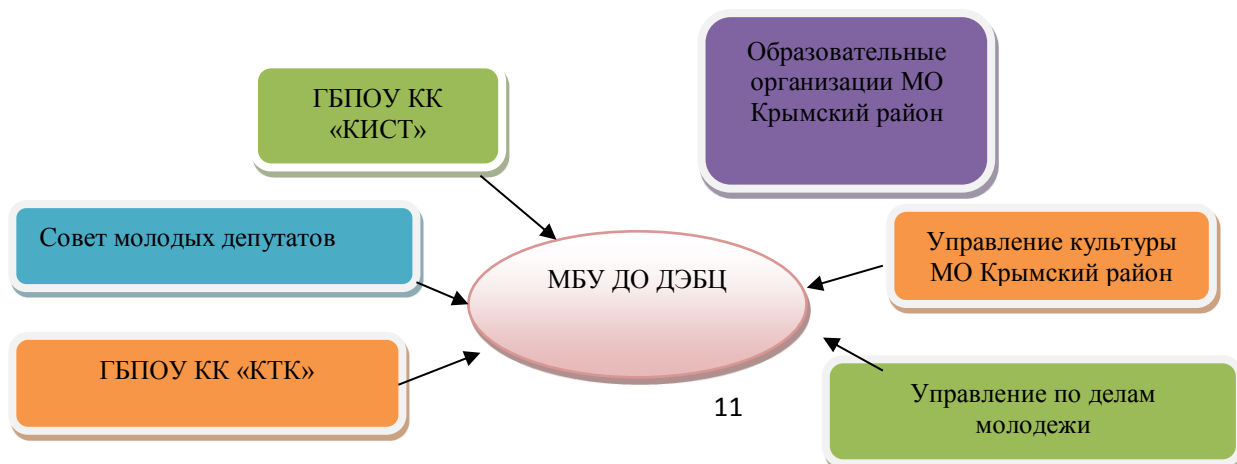 Образовательные
организации МО
Крымский район
ГБПОУ КК
«КИСТ»
Совет молодых депутатов
Управление культуры
МО Крымский район
МБУ ДО ДЭБЦ
ГБПОУ КК «КТК»
Управление по делам
молодежи
11